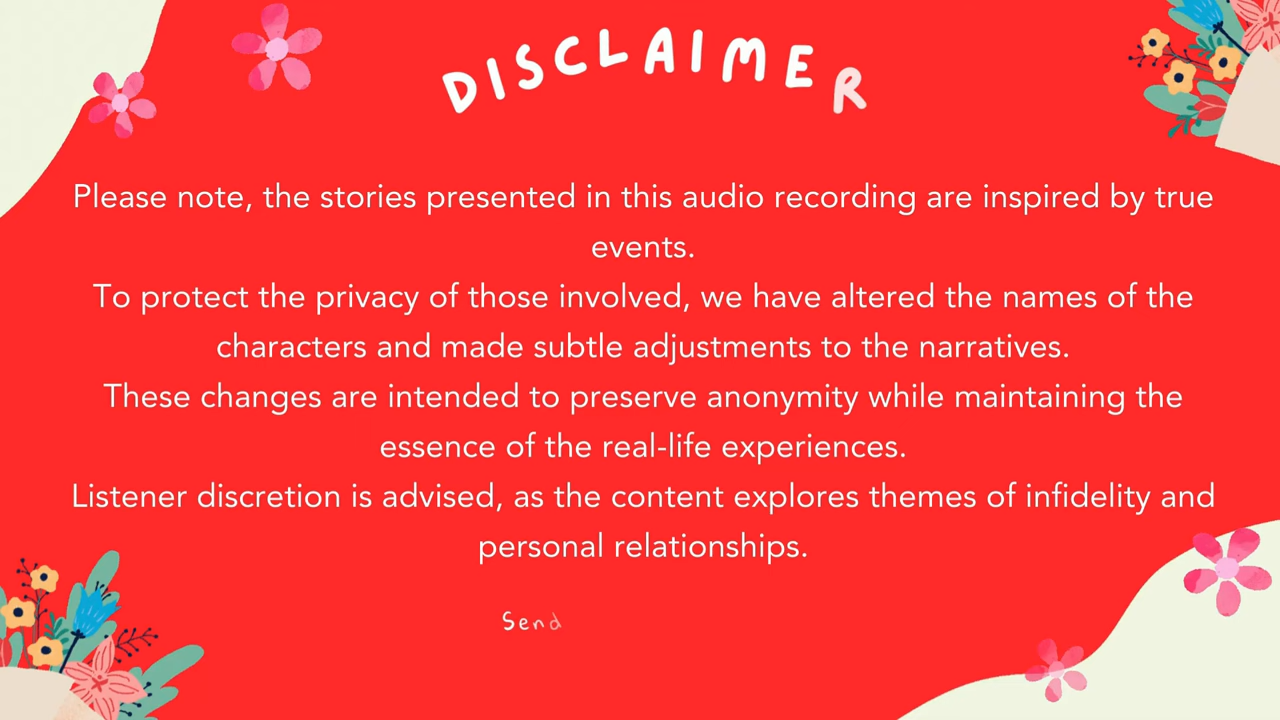 DISCLAIMER
Please note, the stories presented in this audio recording are inspired by true
events.
To protect the privacy of those involved, we have altered the names of the
characters and made subtle adjustments to the narratives.
These changes are intended to preserve anonymity while maintaining the
essence of the real-life experiences.
Listener discretion is advised, as the content explores themes of infidelity and
personal relationships.
Send